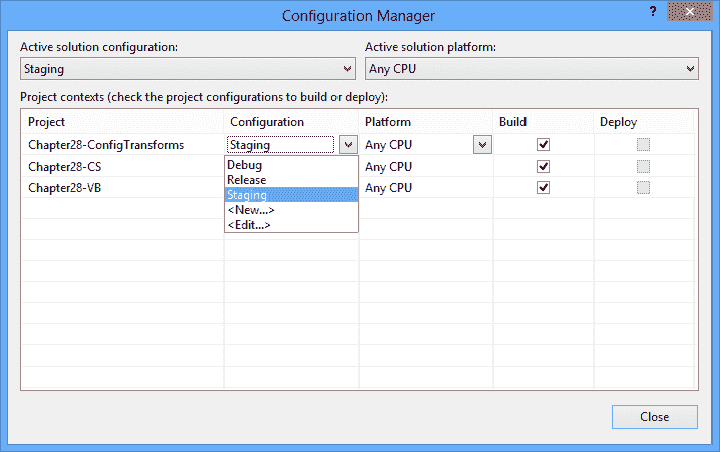 Configuration Manager
?
Active solution configuration: Active solution platform:
Staging Any CPU
Project contexts (check the project configurations to build or deploy):
Project Configuration Platform Build Deploy
Chapter28-ConfigTransforms Staging Any CPU
Debug
Chapter28-CS Any CPU
Release
Chapter28-VB Staging Any CPU
<New...>
<Edit...>
Close